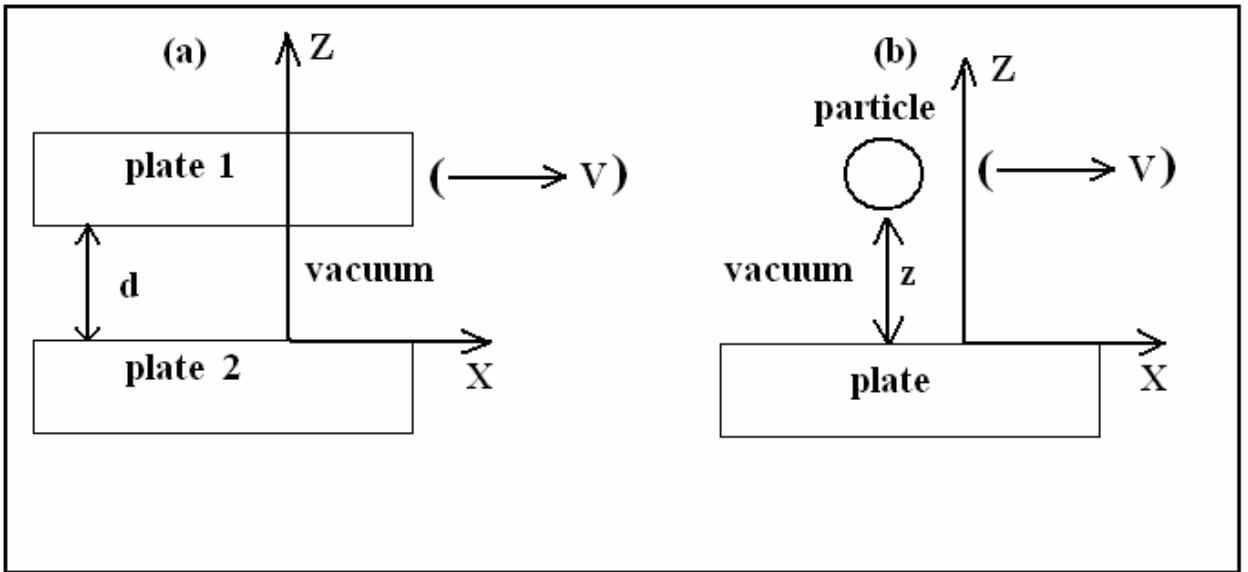 (a)
Z
plate 1
( V )
d
vacuum
plate 2
X
(b)
Z
particle
( V )
vacuum
z
plate
X